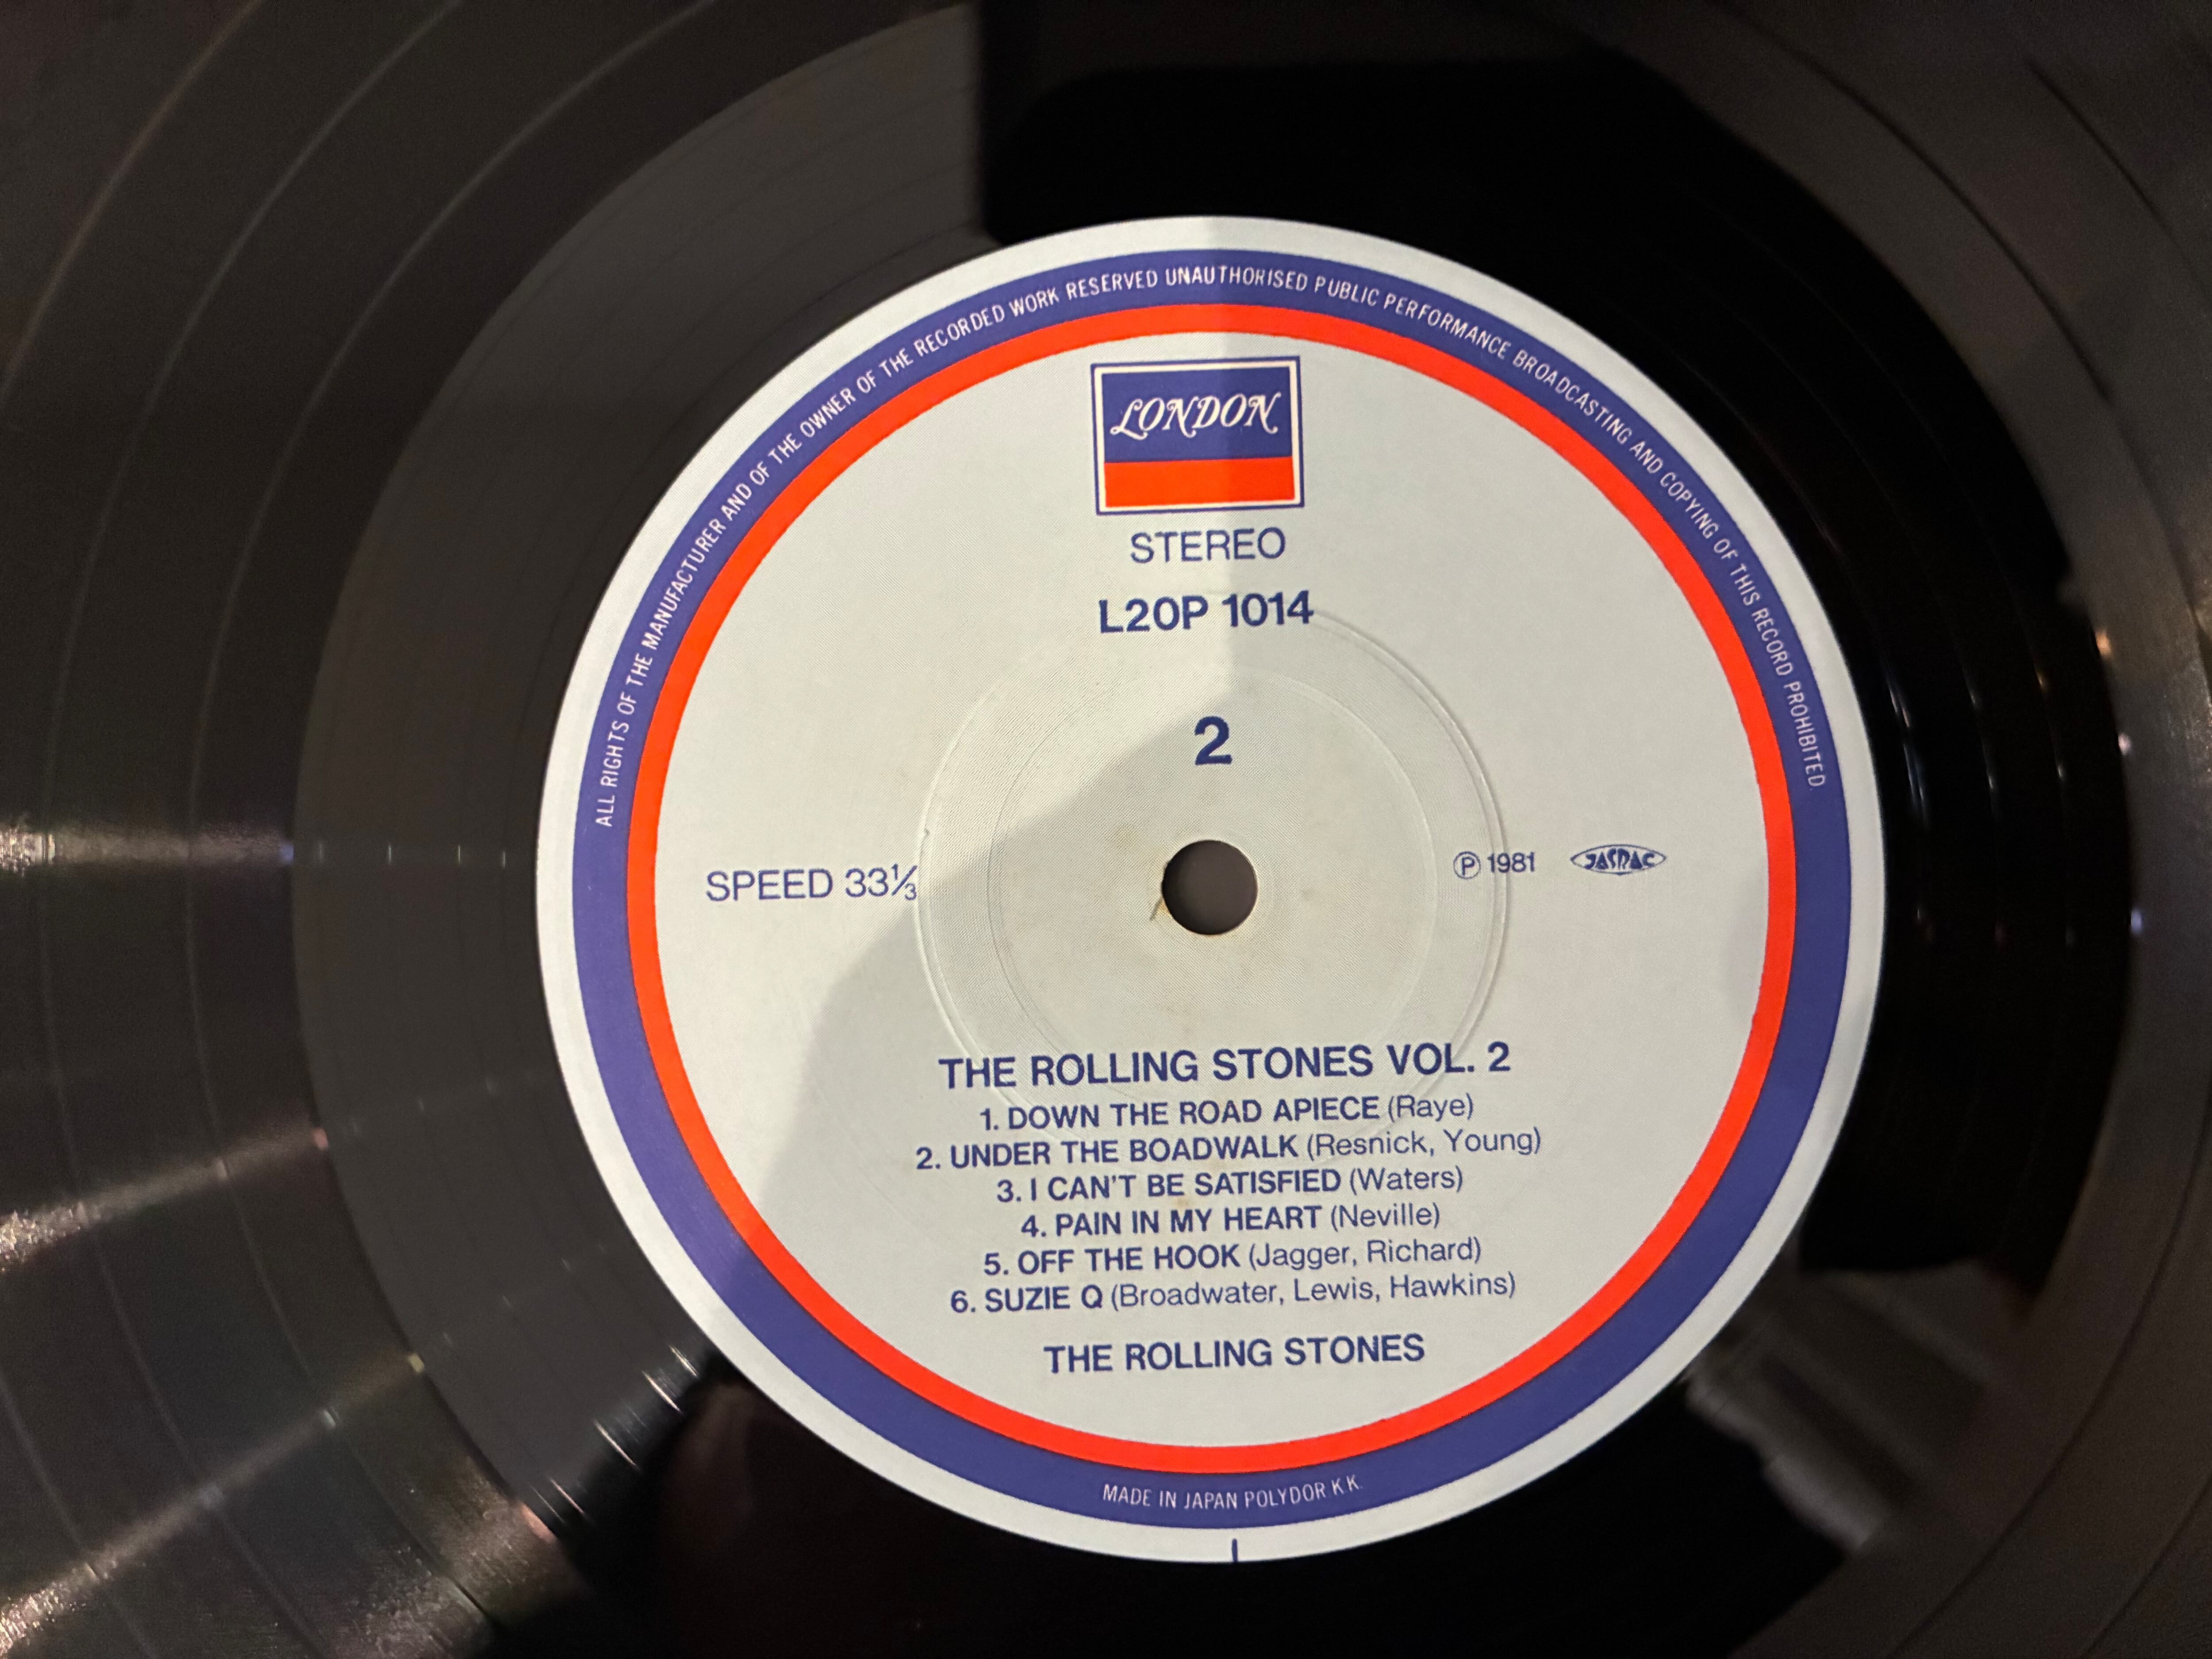 ALL RIGHTS OF THE MANUFACTURER AND OF THE OWNER OF THE RECORDED WORK RESERVED UNAUTHORISED PUBLIC PERFORMANCE BROADCASTING AND COPYING OF THIS RECORD PROHIBITED.
LONDON
STEREO
L20P 1014
2
SPEED 33⅓
℗ 1981 JASRAC
THE ROLLING STONES VOL. 2
1. DOWN THE ROAD APIECE (Raye)
2. UNDER THE BOADWALK (Resnick, Young)
3. I CAN'T BE SATISFIED (Waters)
4. PAIN IN MY HEART (Neville)
5. OFF THE HOOK (Jagger, Richard)
6. SUZIE Q (Broadwater, Lewis, Hawkins)
THE ROLLING STONES
MADE IN JAPAN POLYDOR K.K.